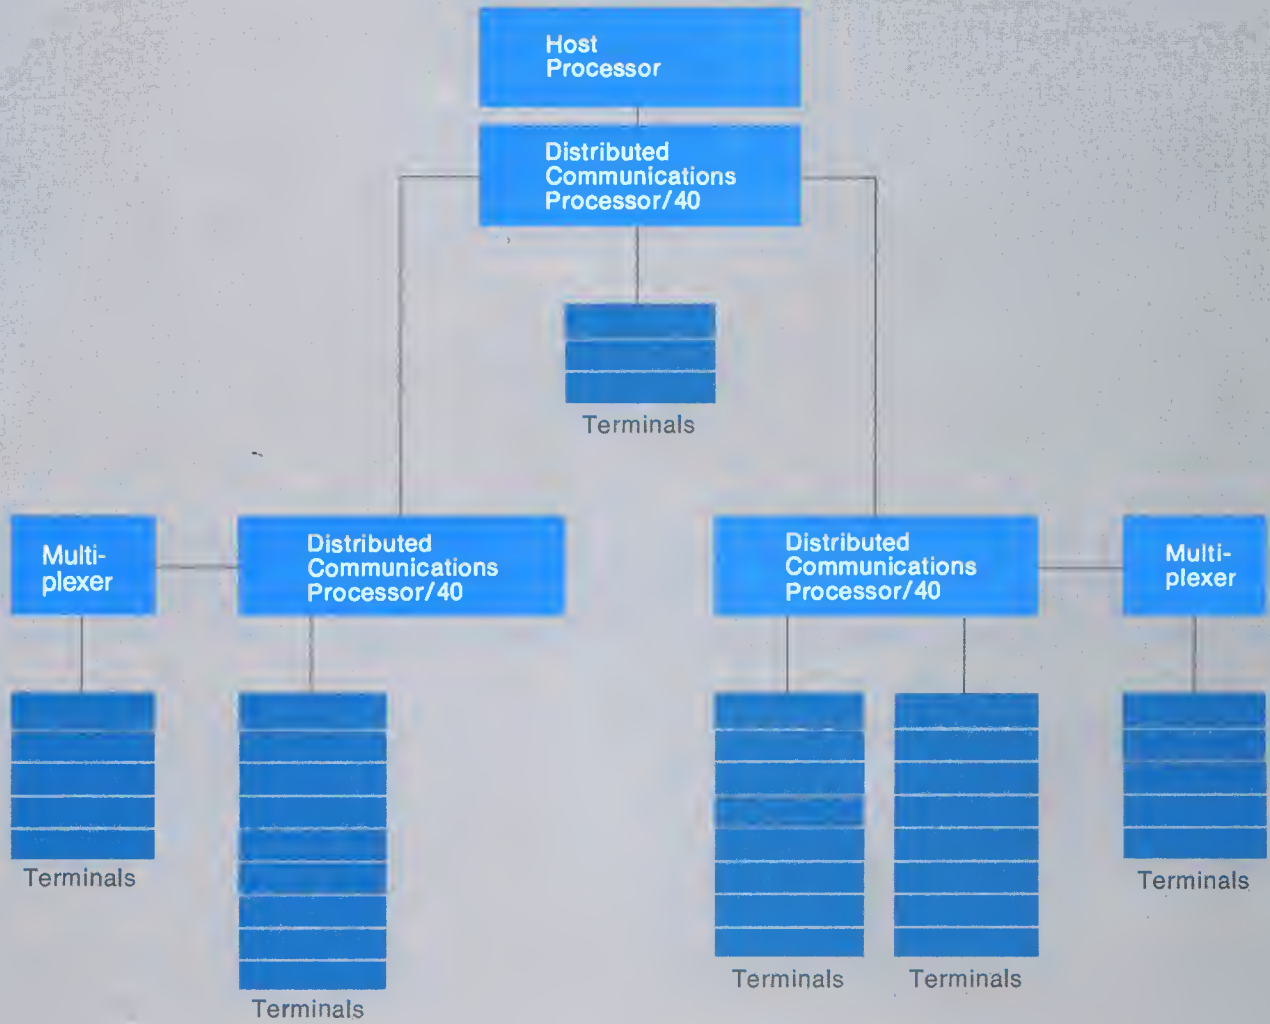 Host
Processor
Distributed
Communications
Processor/40
Terminals
Multi-
plexer
Distributed
Communications
Processor/40
Distributed
Communications
Processor/40
Multi-
plexer
Terminals
Terminals
Terminals
Terminals
Terminals